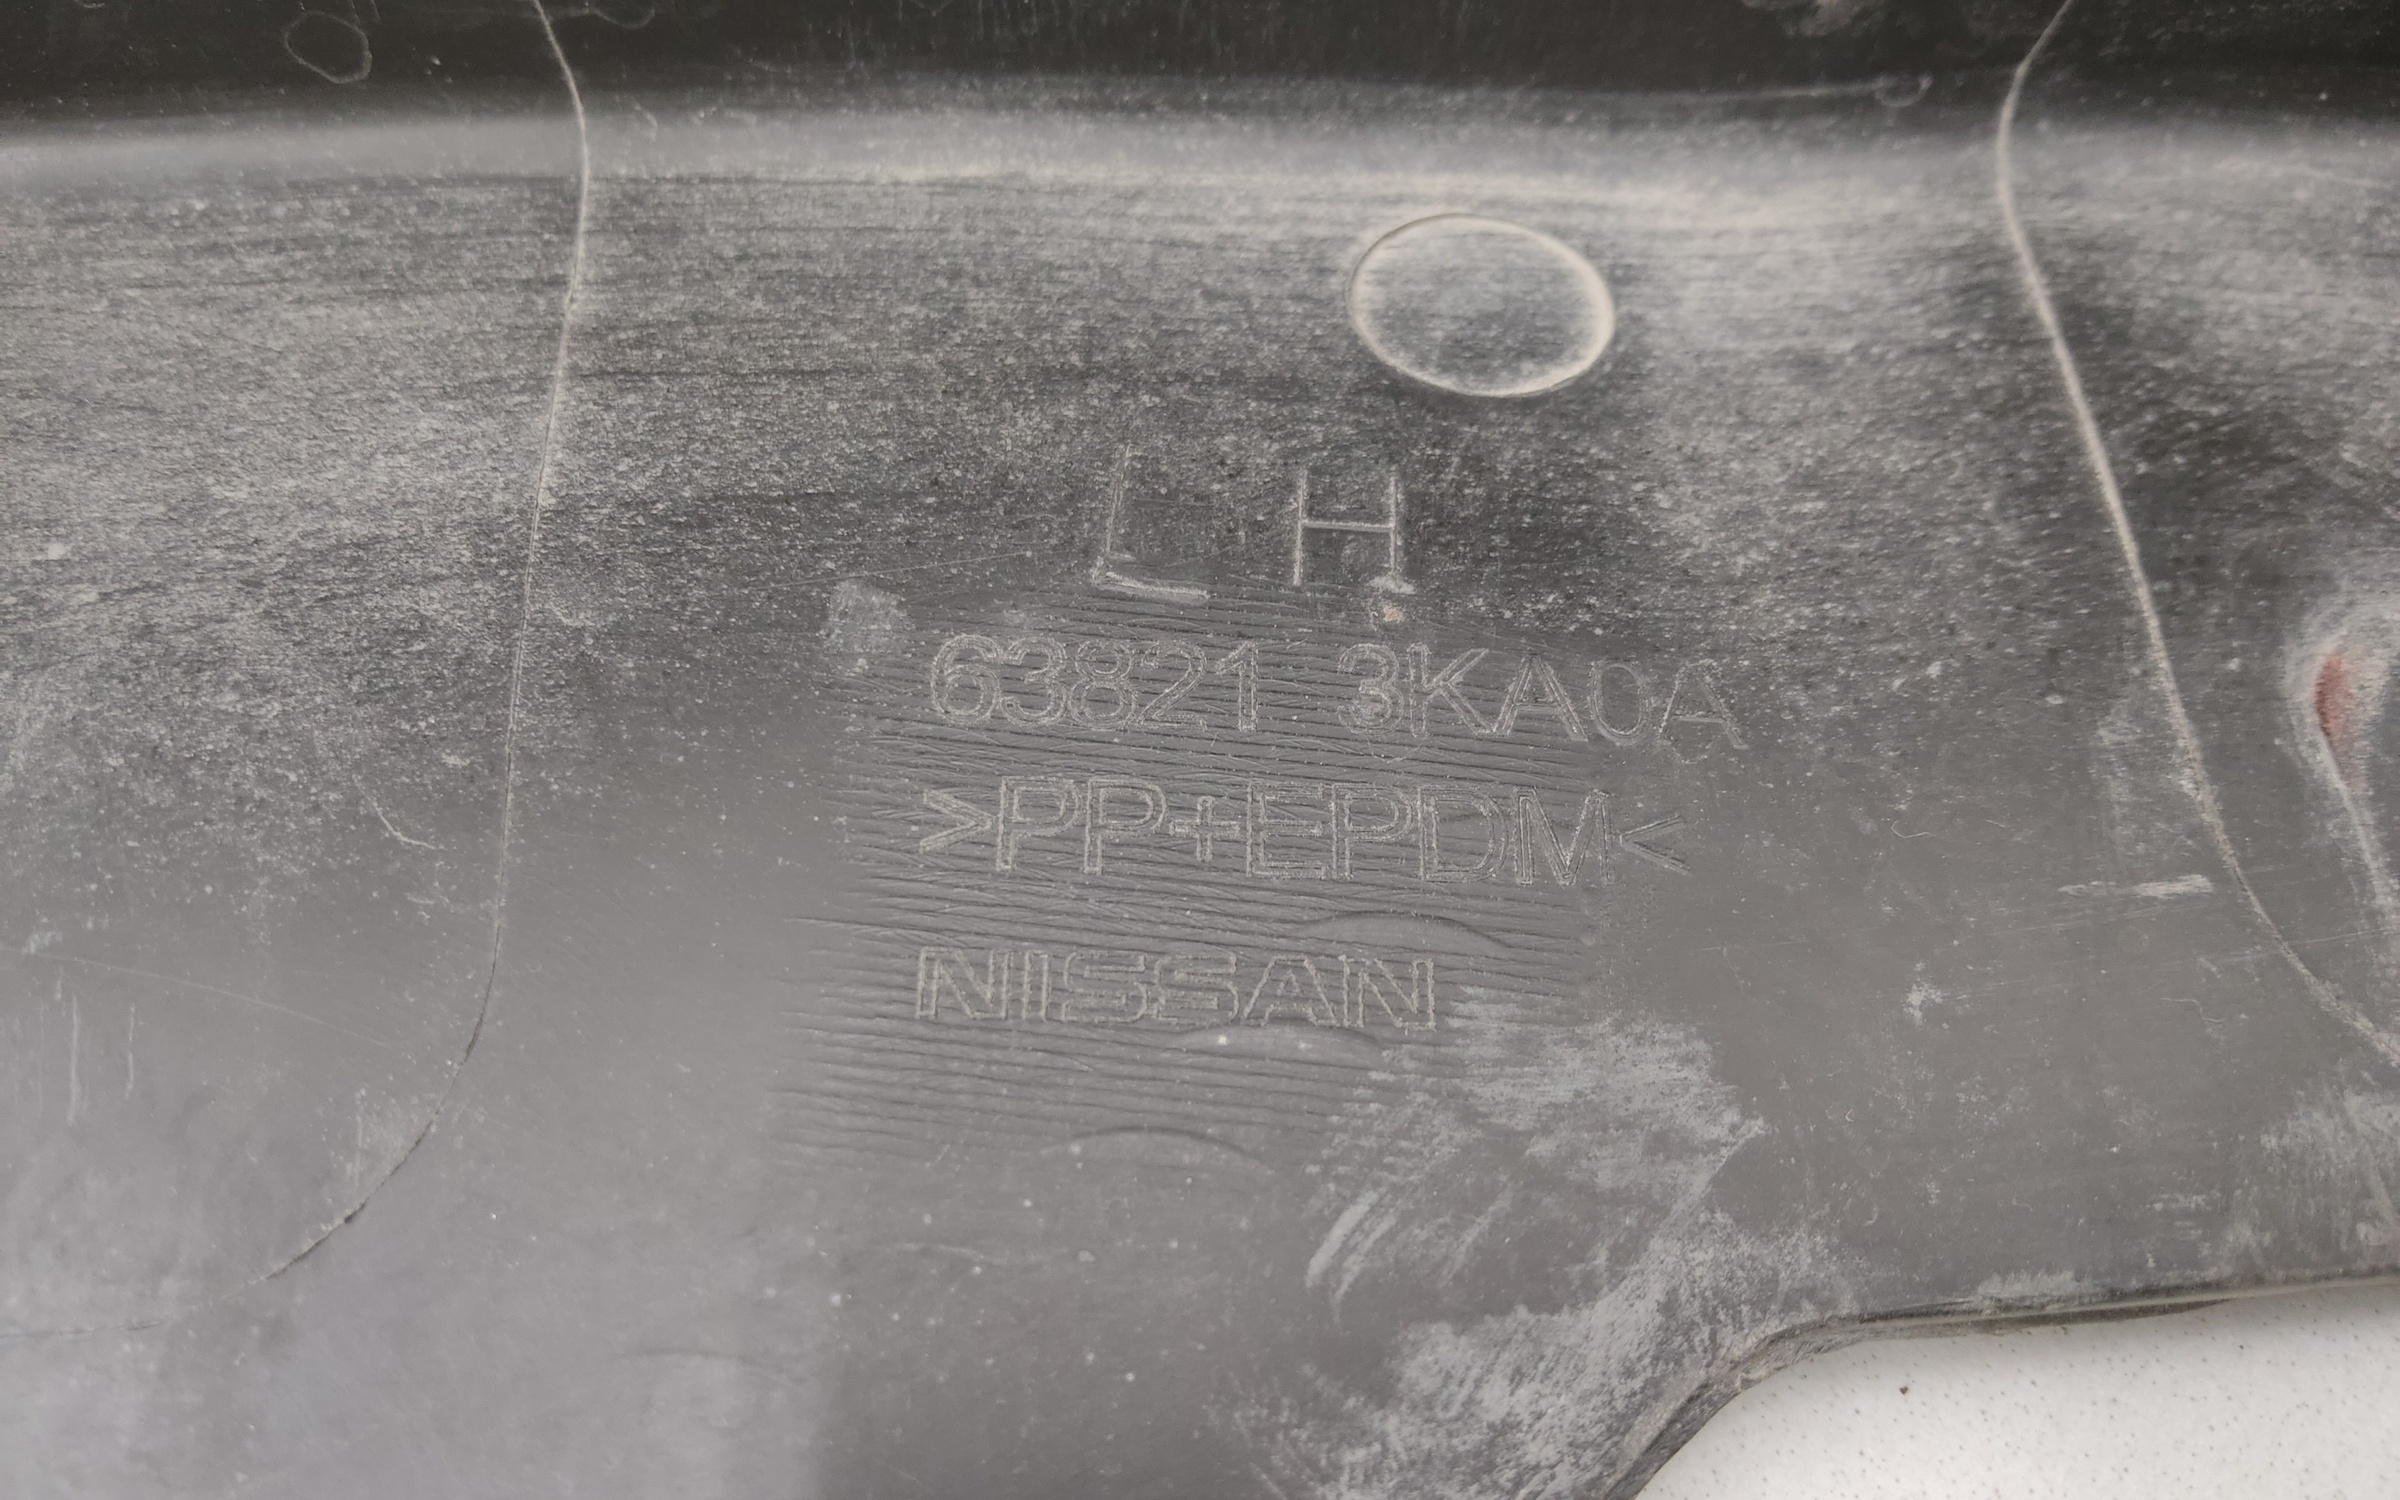 LH
63821 3KA0A
>PP+EPDM<
NISSAN